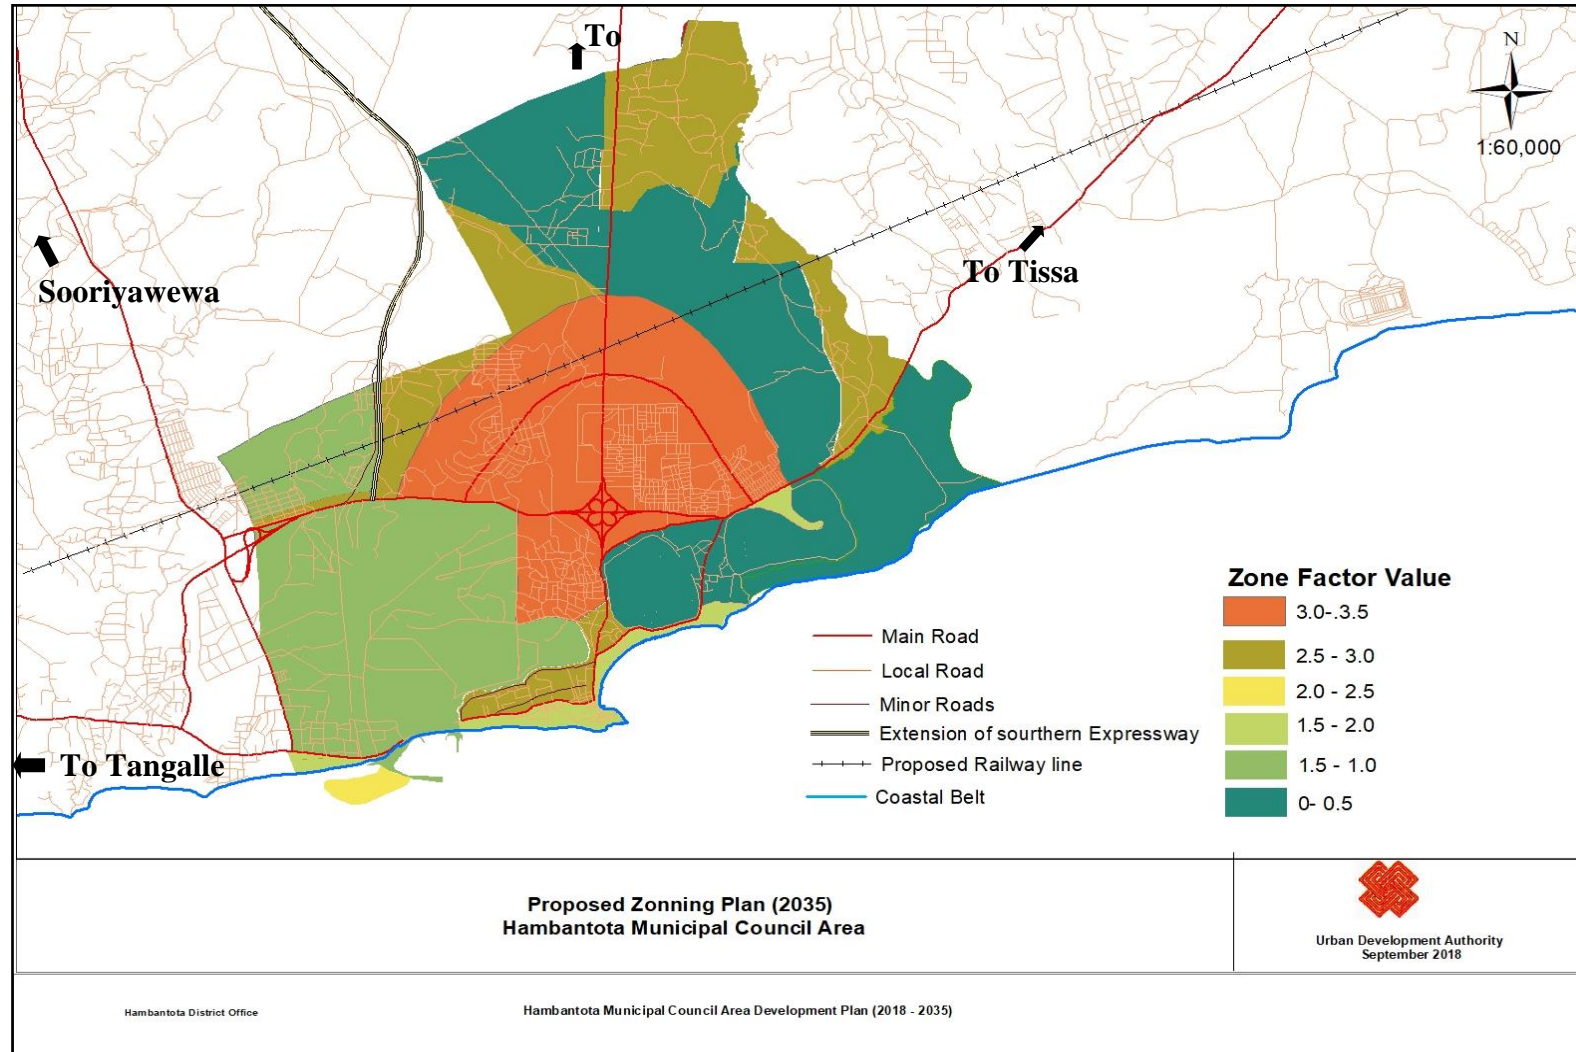 To
N
1:60,000
To Tissa
Sooriyawewa
To Tangalle
Main Road
Local Road
Minor Roads
Extension of sourthern Expressway
Proposed Railway line
Coastal Belt
Zone Factor Value
3.0-.3.5
2.5 - 3.0
2.0 - 2.5
1.5 - 2.0
1.5 - 1.0
0- 0.5
Proposed Zonning Plan (2035)
Hambantota Municipal Council Area
Urban Development Authority
September 2018
Hambantota District Office
Hambantota Municipal Council Area Development Plan (2018 - 2035)